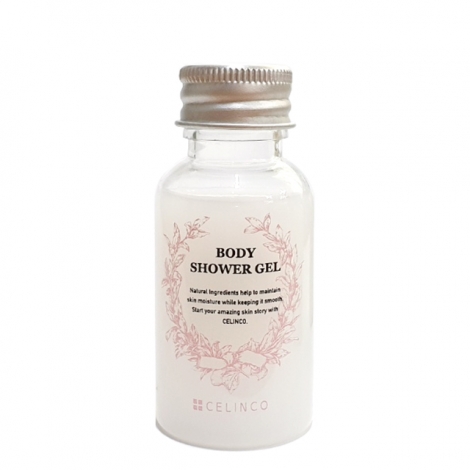 BODY
SHOWER GEL
Natural Ingredients help to maintain
skin moisture while keeping it smooth.
Start your amazing skin story with
CELINCO.
CELINCO